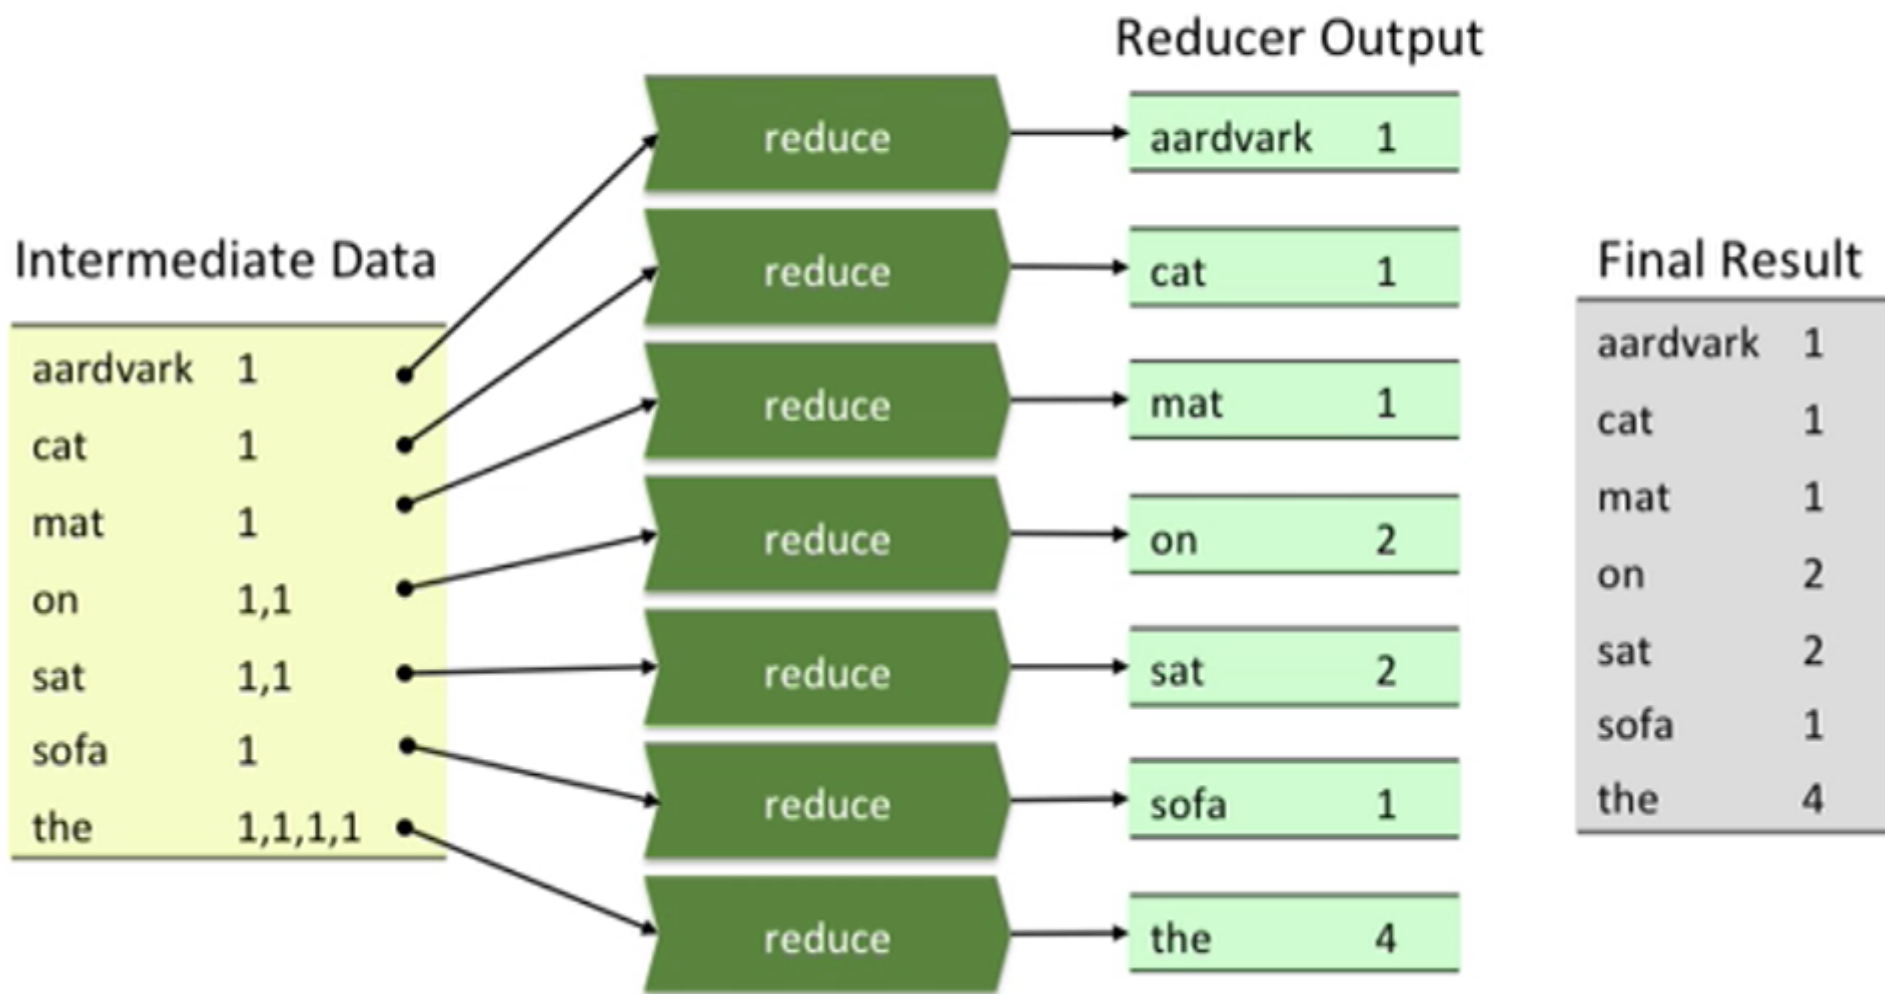 Intermediate Data
aardvark 1
cat 1
mat 1
on 1,1
sat 1,1
sofa 1
the 1,1,1,1
reduce
reduce
reduce
reduce
reduce
reduce
reduce
Reducer Output
aardvark 1
cat 1
mat 1
on 2
sat 2
sofa 1
the 4
Final Result
aardvark 1
cat 1
mat 1
on 2
sat 2
sofa 1
the 4